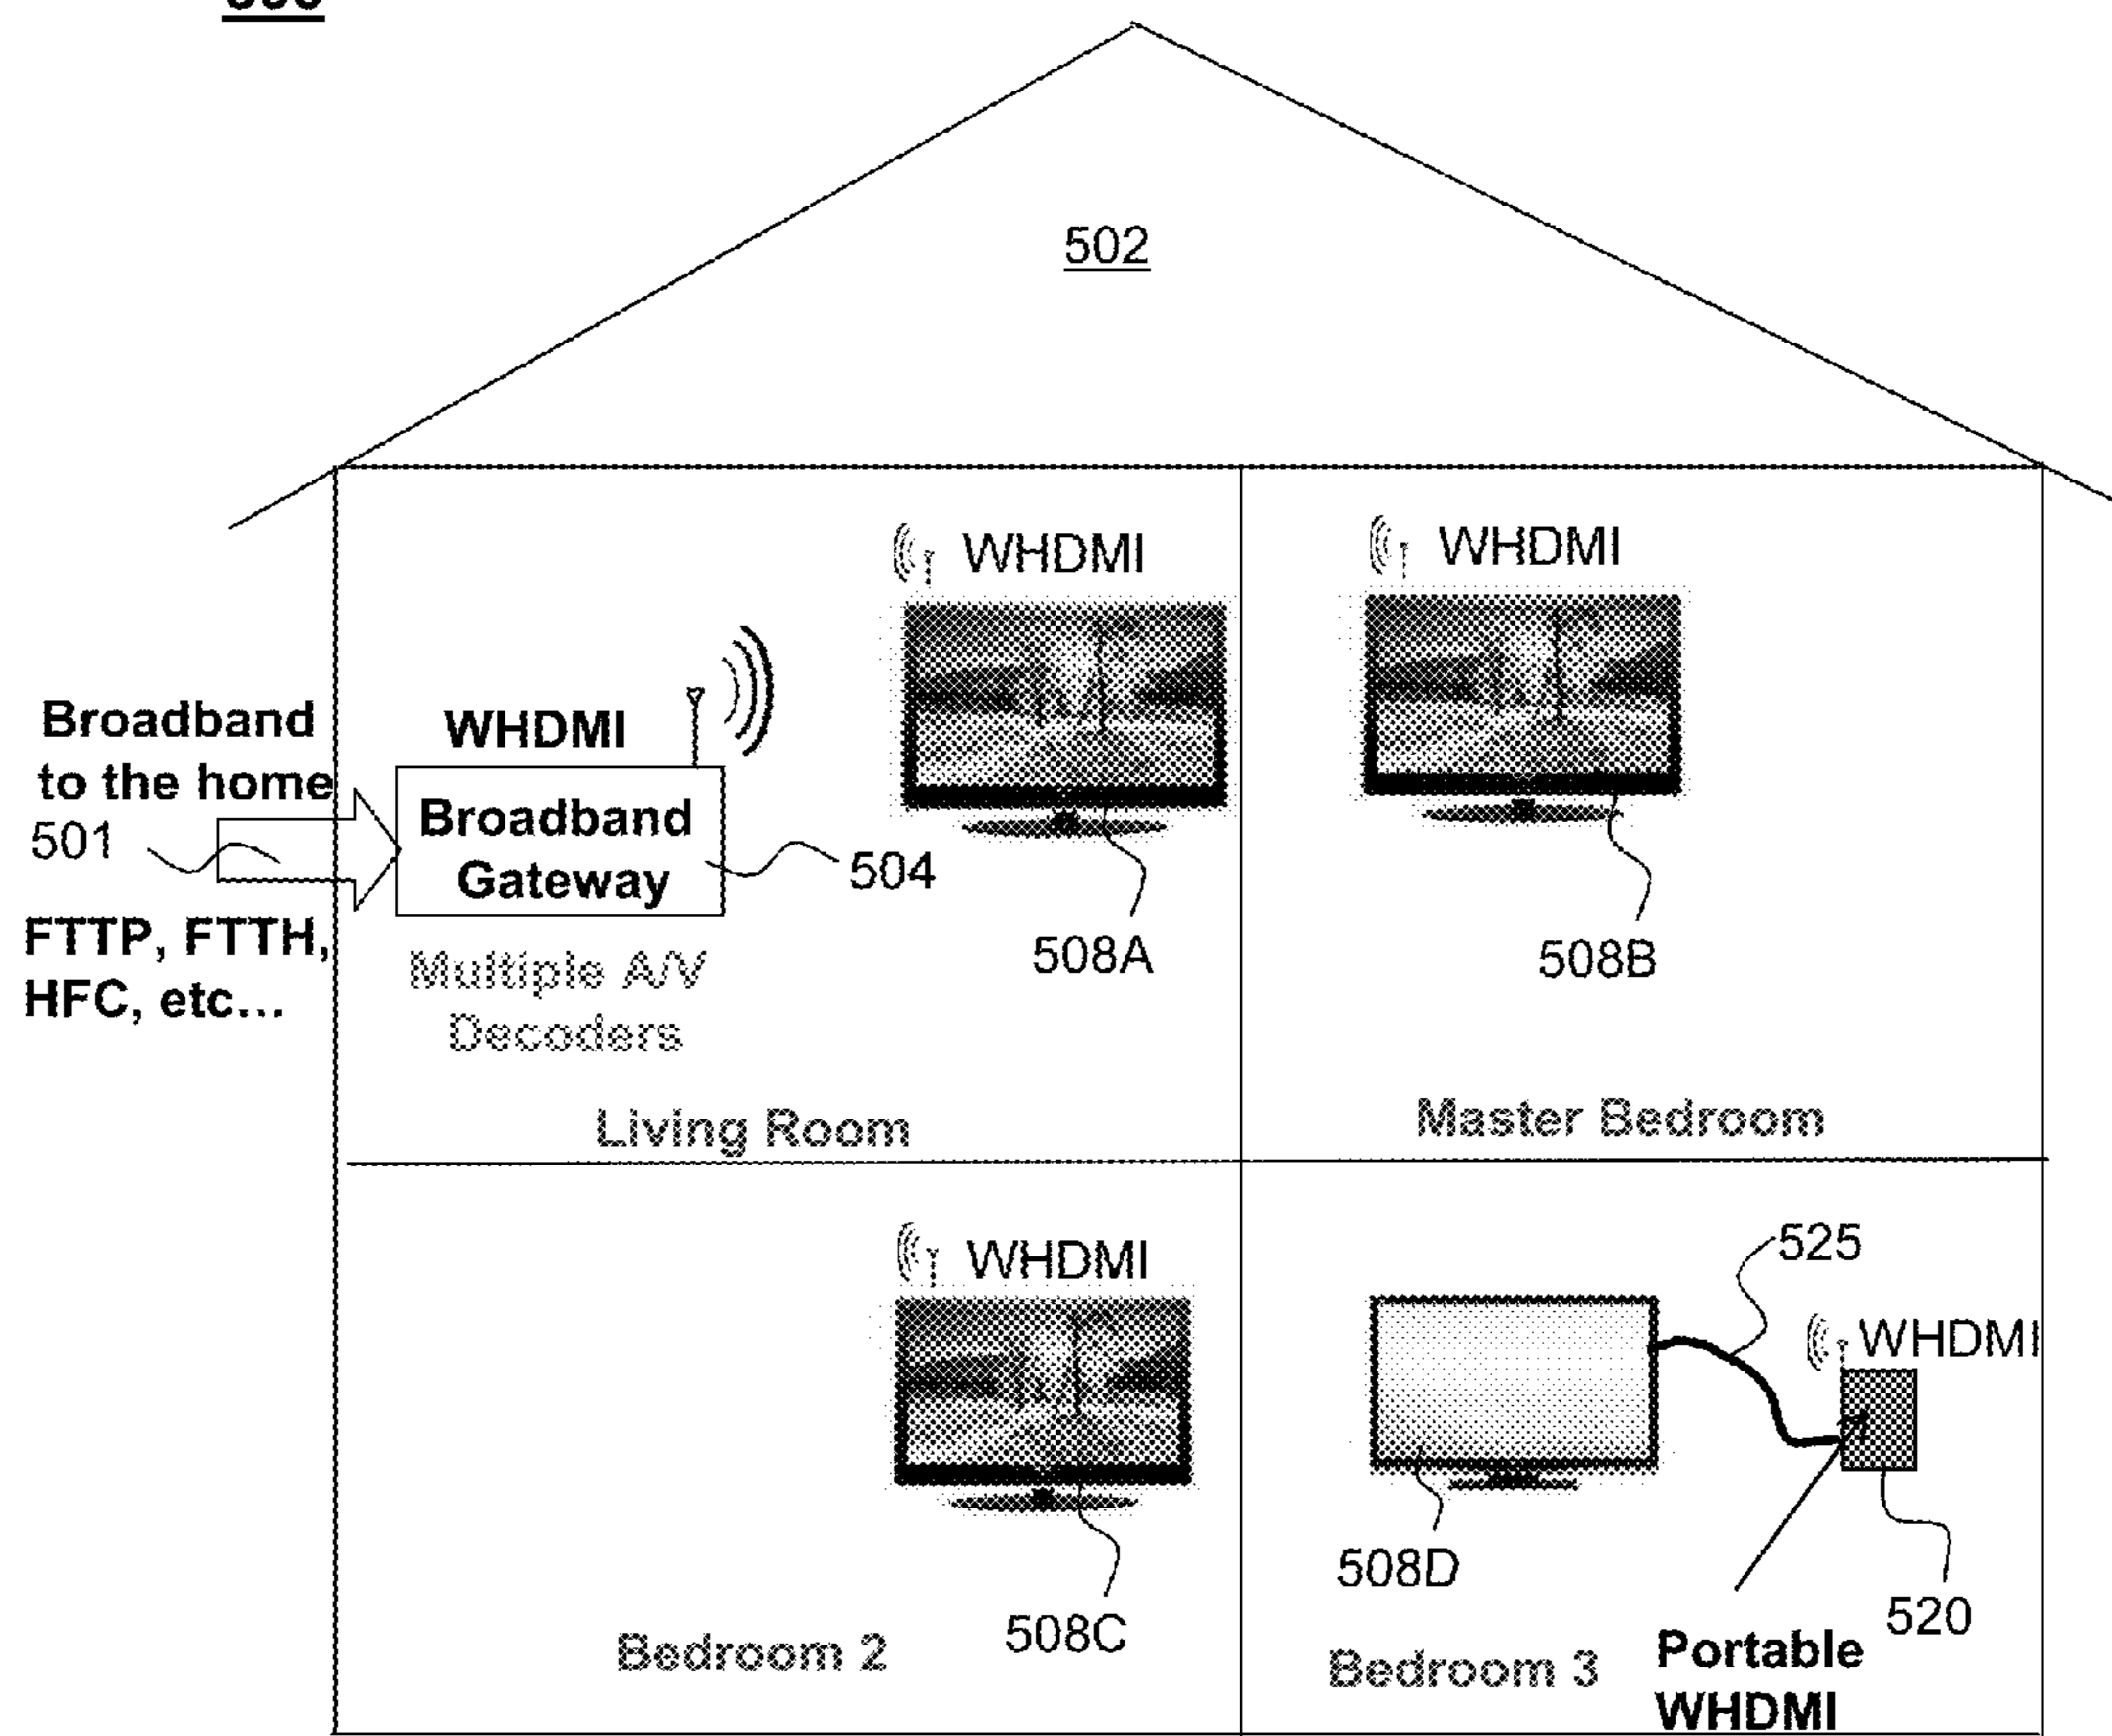 502
WHDMI
WHDMI
WHDMI
Broadband
to the home
501
Broadband
Gateway
504
508A
508B
FTTP, FTTH,
HFC, etc...
Multiple A/V
Decoders
Living Room
Master Bedroom
WHDMI
525
WHDMI
508D
508C
520
Bedroom 2
Bedroom 3
Portable
WHDMI